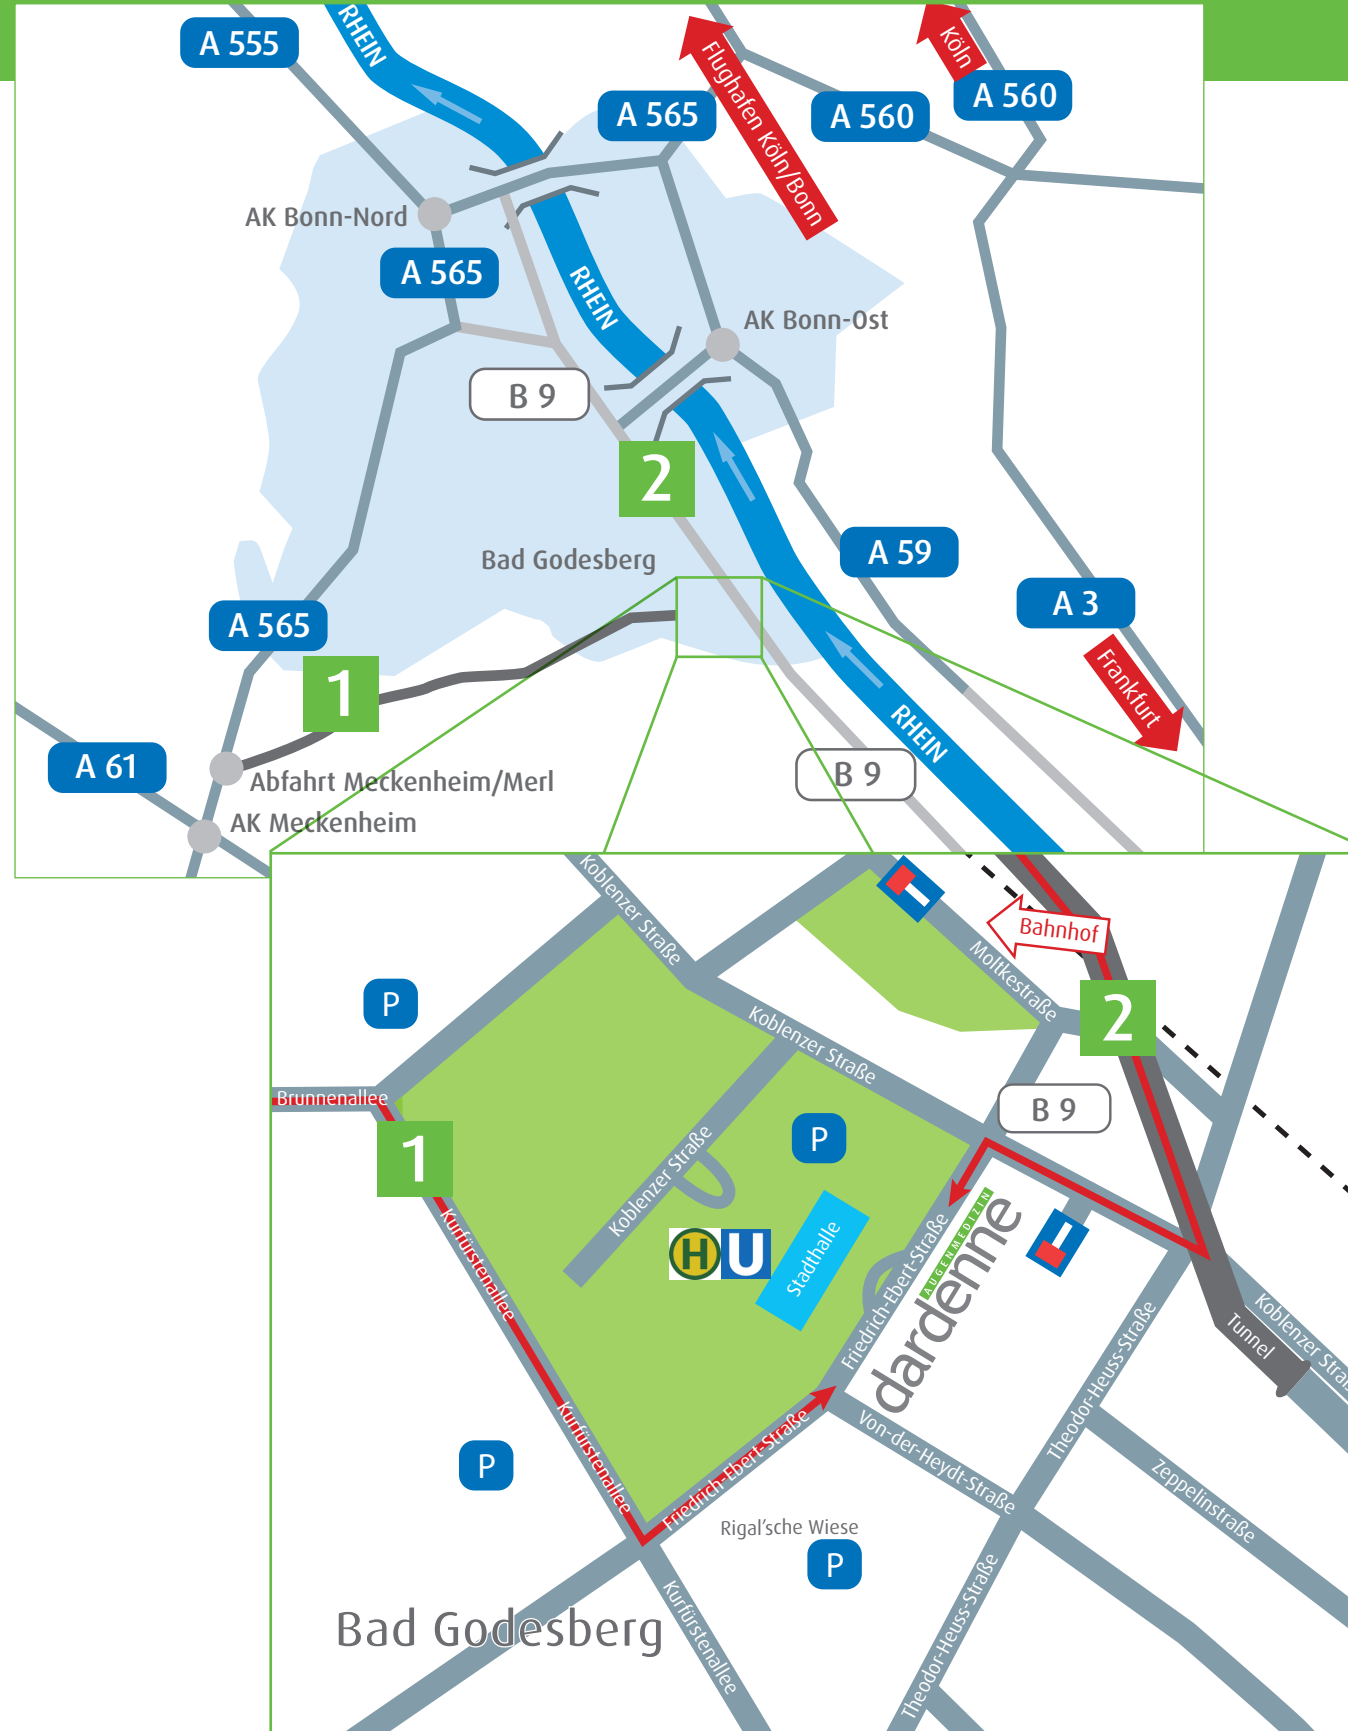 A 555
RHEIN
A 565
Flughafen Köln/Bonn
A 560
Köln
A 560
AK Bonn-Nord
A 565
RHEIN
AK Bonn-Ost
B 9
2
Bad Godesberg
A 59
A 3
A 565
1
Frankfurt
RHEIN
A 61
Abfahrt Meckenheim/Merl
B 9
AK Meckenheim
Koblenzer Straße
Bahnhof
Moltkestraße
P
2
Koblenzer Straße
Brunnenallee
B 9
1
P
Koblenzer Straße
Kurfürstenallee
H
U
Stadthalle
Friedrich-Ebert-Straße
AUGENMEDIZIN
dardenne
Koblenzer Straß
Tunnel
Theodor-Heuss-Straße
Kurfürstenallee
Friedrich-Ebert-Straße
Von-der-Heydt-Straße
P
Zeppelinstraße
Rigal'sche Wiese
P
Kurfürstenallee
Theodor-Heuss-Straße
Bad Godesberg